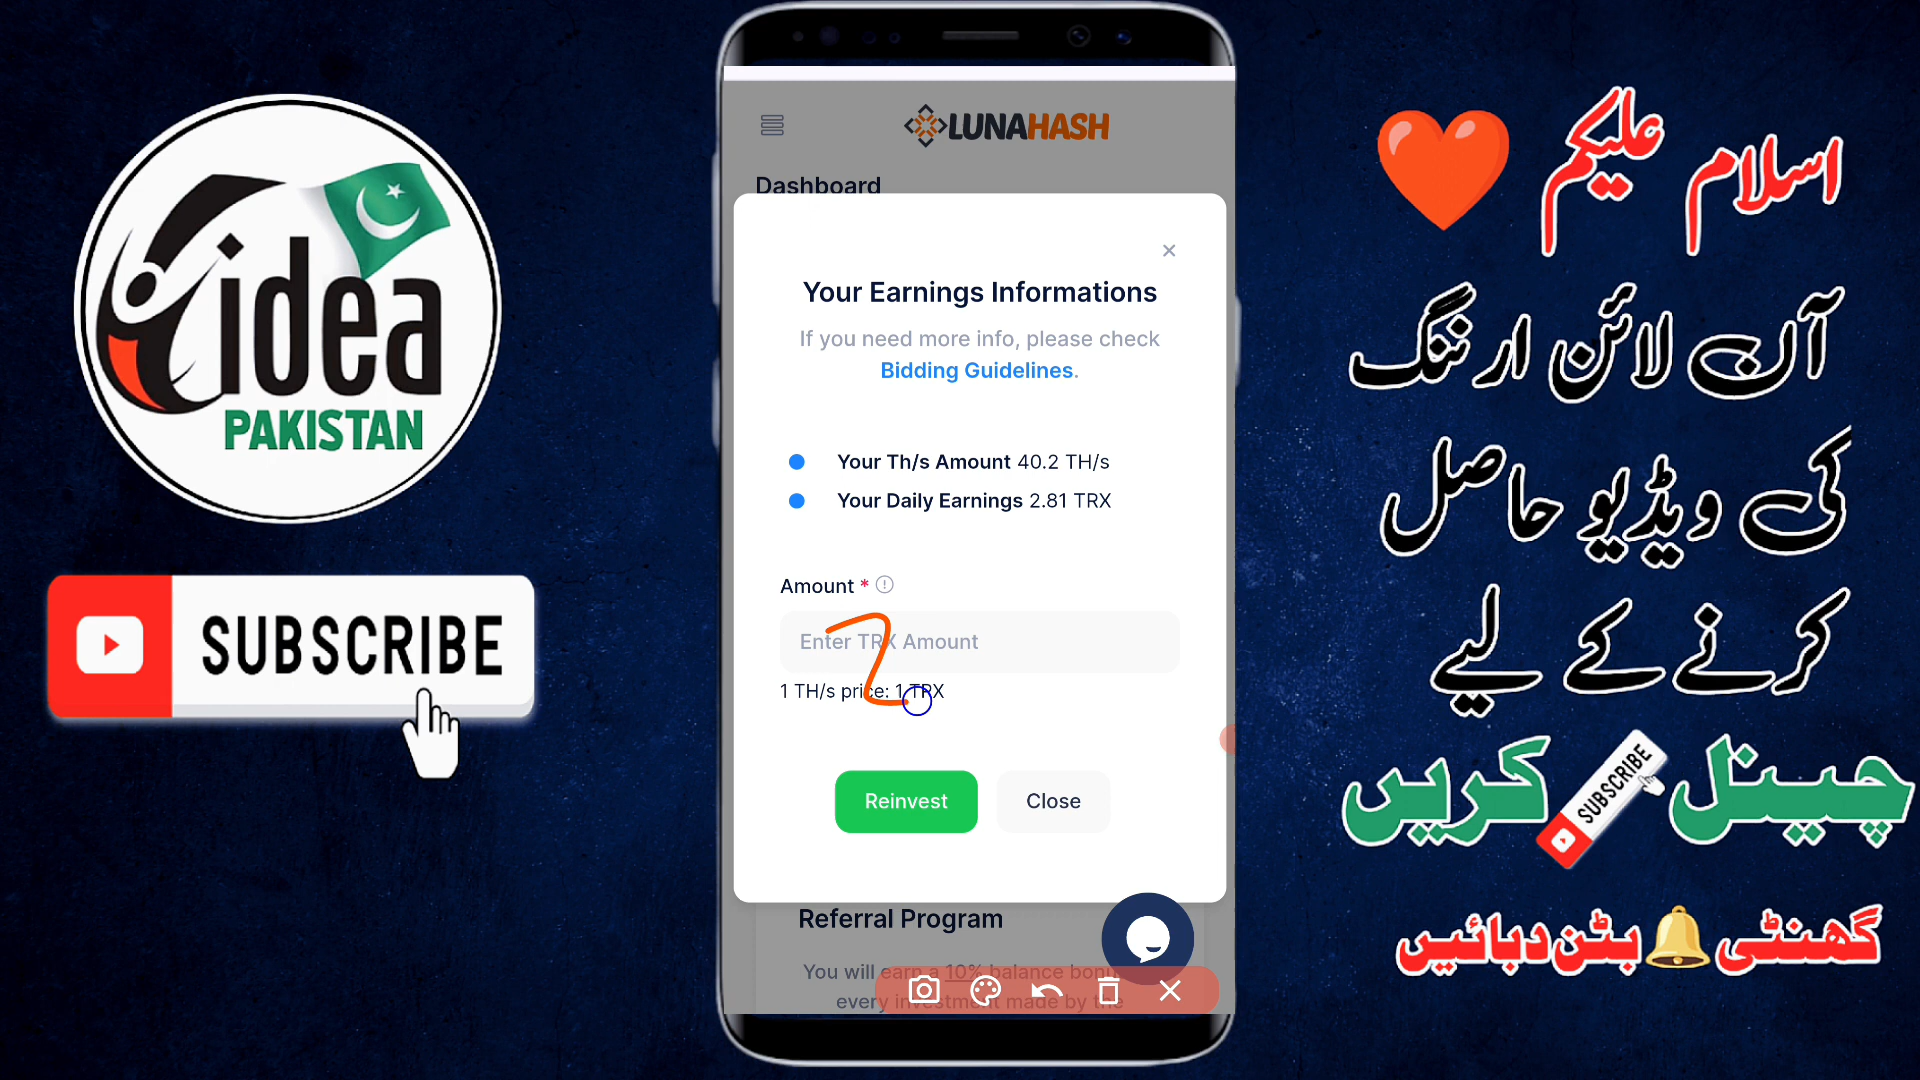 idea
PAKISTAN
SUBSCRIBE
LUNAHASH
Dashboard
Your Earnings Informations
If you need more info, please check
Bidding Guidelines.
Your Th/s Amount 40.2 TH/s
Your Daily Earnings 2.81 TRX
Amount *
Enter TRX Amount
1 TH/s price: 1 TRX
Reinvest
Close
Referral Program
You will earn a 10% balance bonu
every investment made by the
اسلام علیکم
آن لائن ارننگ
کی ویڈیو حاصل
کرنے کے لیے
چینل SUBSCRIBE کریں
گھنٹی بٹن دبائیں